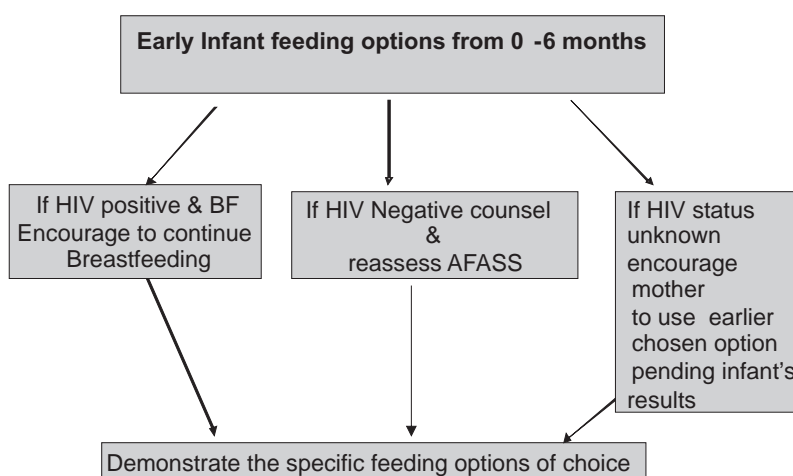 Early Infant feeding options from 0 -6 months
If HIV positive & BF
Encourage to continue
Breastfeeding
If HIV Negative counsel
&
reassess AFASS
If HIV status
unknown
encourage
mother
to use earlier
chosen option
pending infant's
results
Demonstrate the specific feeding options of choice